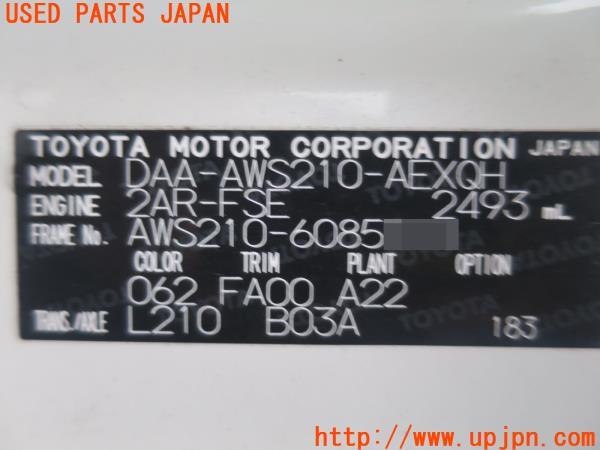 USED PARTS JAPAN
TOYOTA MOTOR CORPORATION JAPAN
MODEL DAA-AWS210-AEXQH
ENGINE 2AR-FSE 2493 mL
FRAME No. AWS210-6085
COLOR TRIM PLANT OPTION
062 FA00 A22
TRANS./AXLE L210 B03A 183
http://www.upjpn.com